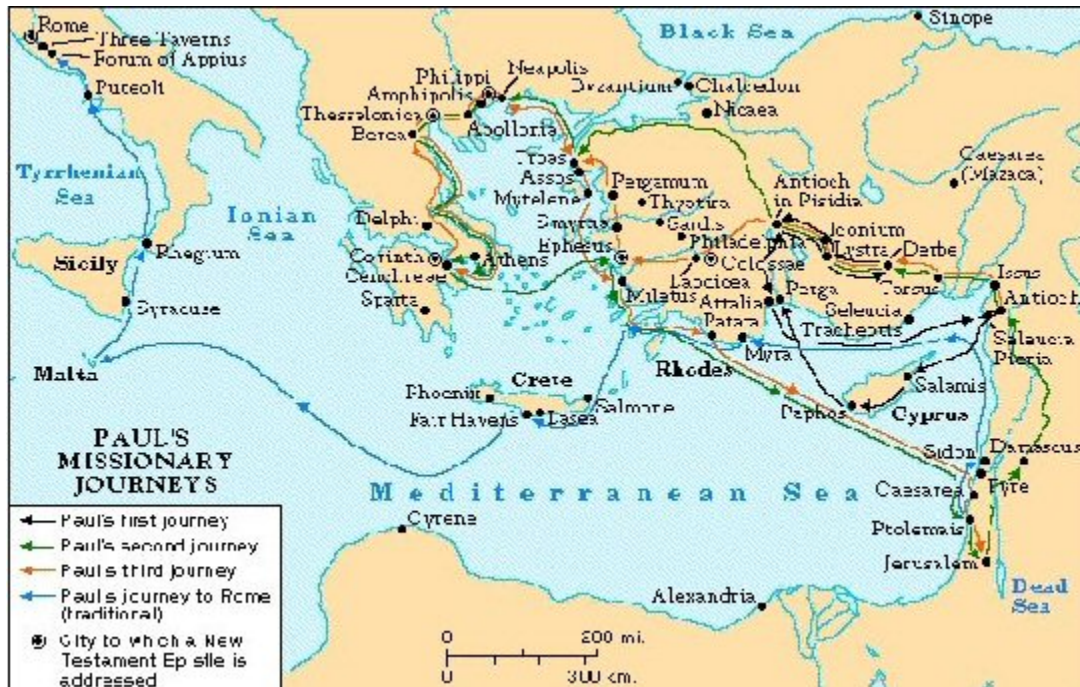 Rome
Three Taverns
Forum of Appius
Puteoli
Tyrrhenian
Sea
Ionian
Sea
Sicily
Rhegium
Syracuse
Malta
Black Sea
Sinope
Philippi
Neapolis
Amphipolis
Thessalonica
Apollonia
Berea
Byzantium
Chalcedon
Nicaea
Troas
Assos
Mytelene
Pergamum
Thyatira
Smyrna
Sardis
Ephesus
Philadelphia
Colossae
Laodicea
Miletus
Attalia
Perga
Patara
Myra
Rhodes
Delphi
Corinth
Cenchreae
Athens
Sparta
Antioch
in Pisidia
Iconium
Lystra
Derbe
Tarsus
Caesarea
(Mazaca)
Issus
Antioch
Seleucia
Pieria
Seleucia
Tracheotis
Salamis
Paphos
Cyprus
Crete
Phoenix
Fair Havens
Lasea
Salmone
Sidon
Damascus
Tyre
Caesarea
Ptolemais
Jerusalem
Dead
Sea
Mediterranean Sea
Cyrene
Alexandria
PAUL'S
MISSIONARY
JOURNEYS
Paul's first journey
Paul's second journey
Paul's third journey
Paul's journey to Rome
(traditional)
City to which a New
Testament Epistle is
addressed
0 200 mi.
0 300 km.